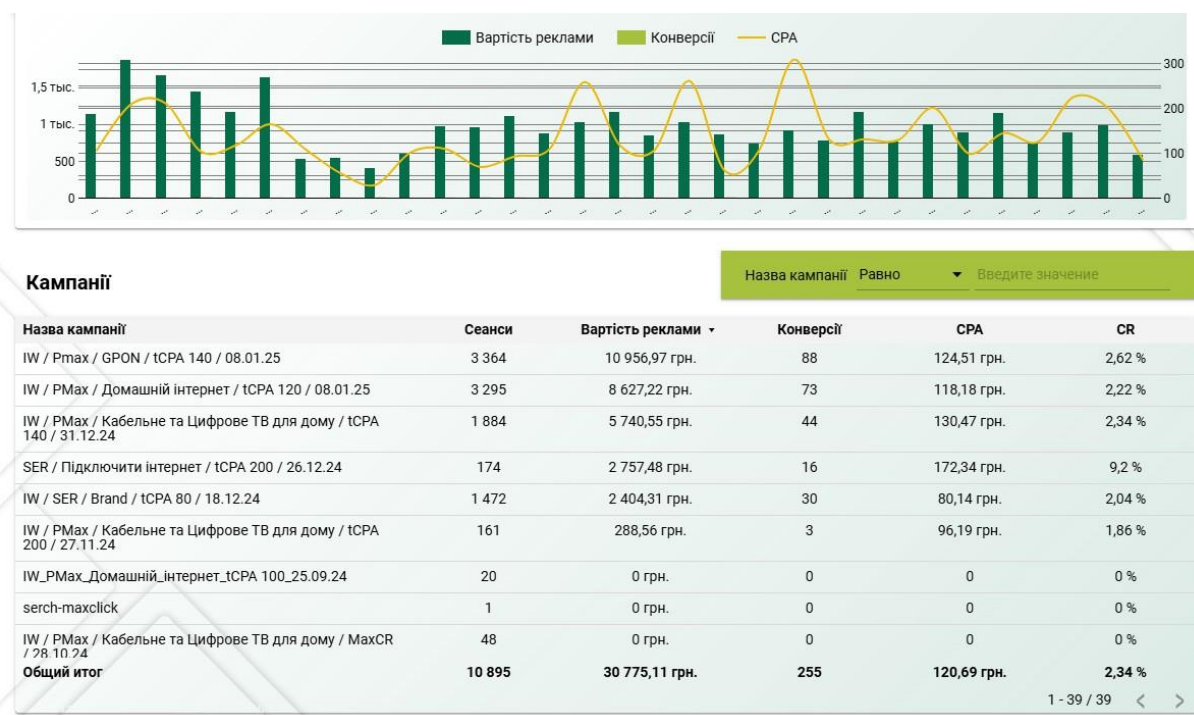 Вартість реклами Конверсії CPA
1,5 тыс.
1 тыс.
500
0
300
200
100
0
Кампанії
Назва кампанії Равно Введите значение
Назва кампанії Сеанси Вартість реклами Конверсії CPA CR
IW / Pmax / GPON / tCPA 140 / 08.01.25 3 364 10 956,97 грн. 88 124,51 грн. 2,62 %
IW / PMax / Домашній інтернет / tCPA 120 / 08.01.25 3 295 8 627,22 грн. 73 118,18 грн. 2,22 %
IW / PMax / Кабельне та Цифрове ТВ для дому / tCPA 1 884 5 740,55 грн. 44 130,47 грн. 2,34 %
140 / 31.12.24
SER / Підключити інтернет / tCPA 200 / 26.12.24 174 2 757,48 грн. 16 172,34 грн. 9,2 %
IW / SER / Brand / tCPA 80 / 18.12.24 1 472 2 404,31 грн. 30 80,14 грн. 2,04 %
IW / PMax / Кабельне та Цифрове ТВ для дому / tCPA 161 288,56 грн. 3 96,19 грн. 1,86 %
200 / 27.11.24
IW_PMax_Домашній_інтернет_tCPA 100_25.09.24 20 0 грн. 0 0 0 %
serch-maxclick 1 0 грн. 0 0 0 %
IW / PMax / Кабельне та Цифрове ТВ для дому / MaxCR 48 0 грн. 0 0 0 %
/ 28.10.24
Общий итог 10 895 30 775,11 грн. 255 120,69 грн. 2,34 %
1 - 39 / 39